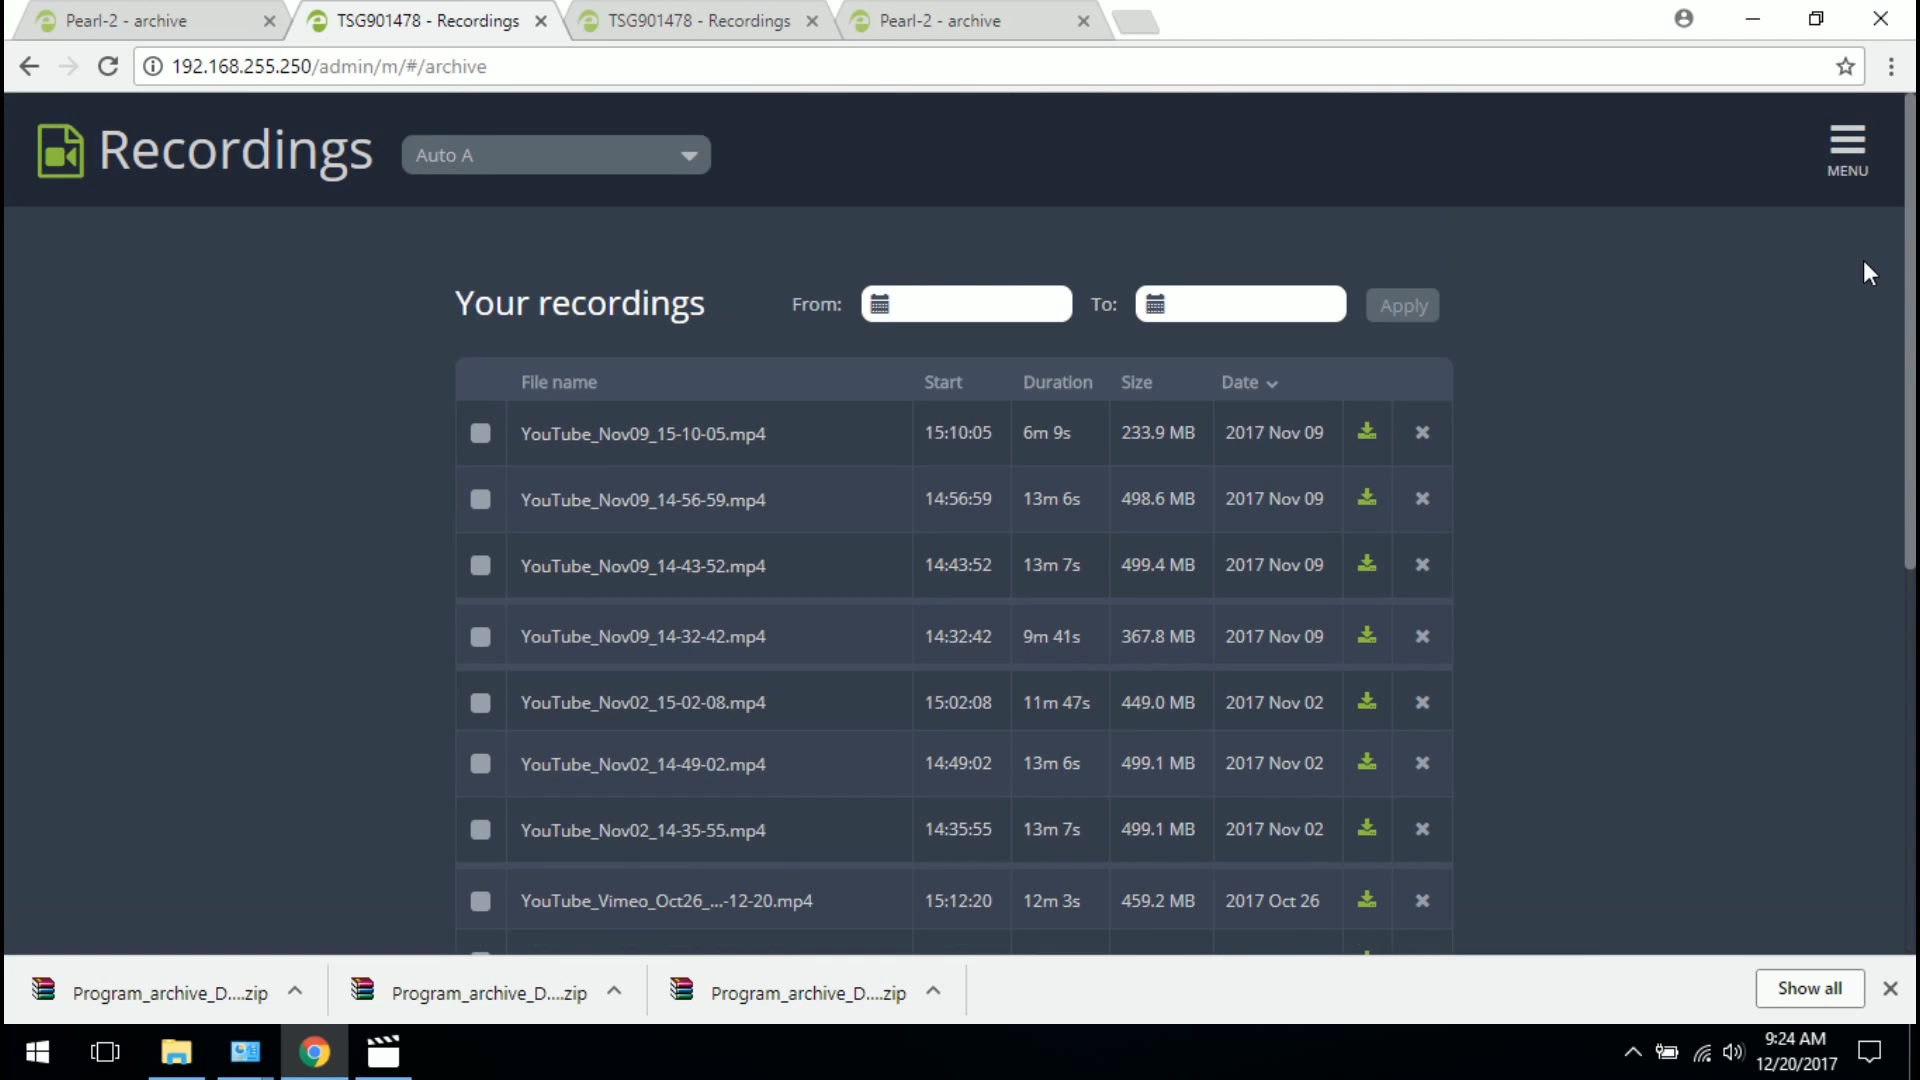 Pearl-2 - archive
TSG901478 - Recordings
TSG901478 - Recordings
Pearl-2 - archive
192.168.255.250/admin/m/#/archive
Recordings
Auto A
MENU
Your recordings
From:
To:
Apply
File name Start Duration Size Date
YouTube_Nov09_15-10-05.mp4 15:10:05 6m 9s 233.9 MB 2017 Nov 09
YouTube_Nov09_14-56-59.mp4 14:56:59 13m 6s 498.6 MB 2017 Nov 09
YouTube_Nov09_14-43-52.mp4 14:43:52 13m 7s 499.4 MB 2017 Nov 09
YouTube_Nov09_14-32-42.mp4 14:32:42 9m 41s 367.8 MB 2017 Nov 09
YouTube_Nov02_15-02-08.mp4 15:02:08 11m 47s 449.0 MB 2017 Nov 02
YouTube_Nov02_14-49-02.mp4 14:49:02 13m 6s 499.1 MB 2017 Nov 02
YouTube_Nov02_14-35-55.mp4 14:35:55 13m 7s 499.1 MB 2017 Nov 02
YouTube_Vimeo_Oct26_...-12-20.mp4 15:12:20 12m 3s 459.2 MB 2017 Oct 26
Program_archive_D....zip
Program_archive_D....zip
Program_archive_D....zip
Show all
9:24 AM
12/20/2017